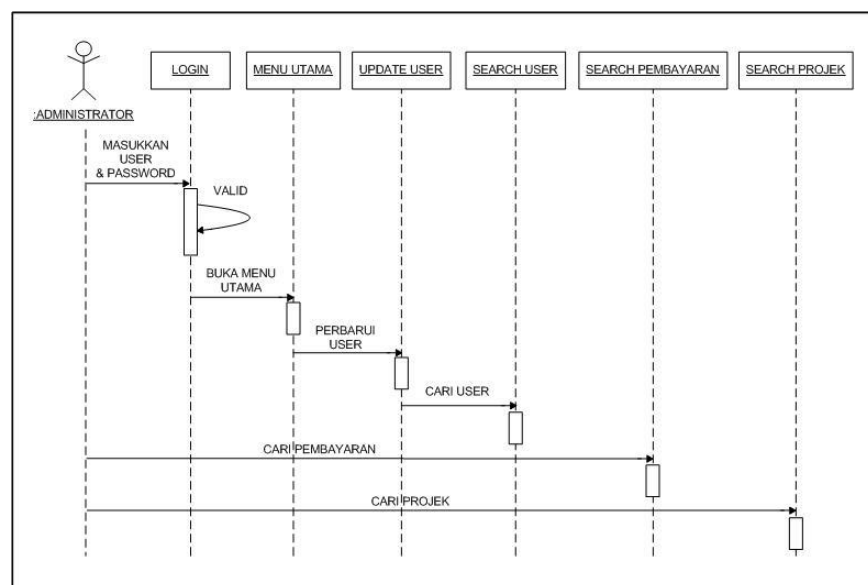 LOGIN
MENU UTAMA
UPDATE USER
SEARCH USER
SEARCH PEMBAYARAN
SEARCH PROJEK
:ADMINISTRATOR
MASUKKAN
USER
& PASSWORD
VALID
BUKA MENU
UTAMA
PERBARUI
USER
CARI USER
CARI PEMBAYARAN
CARI PROJEK